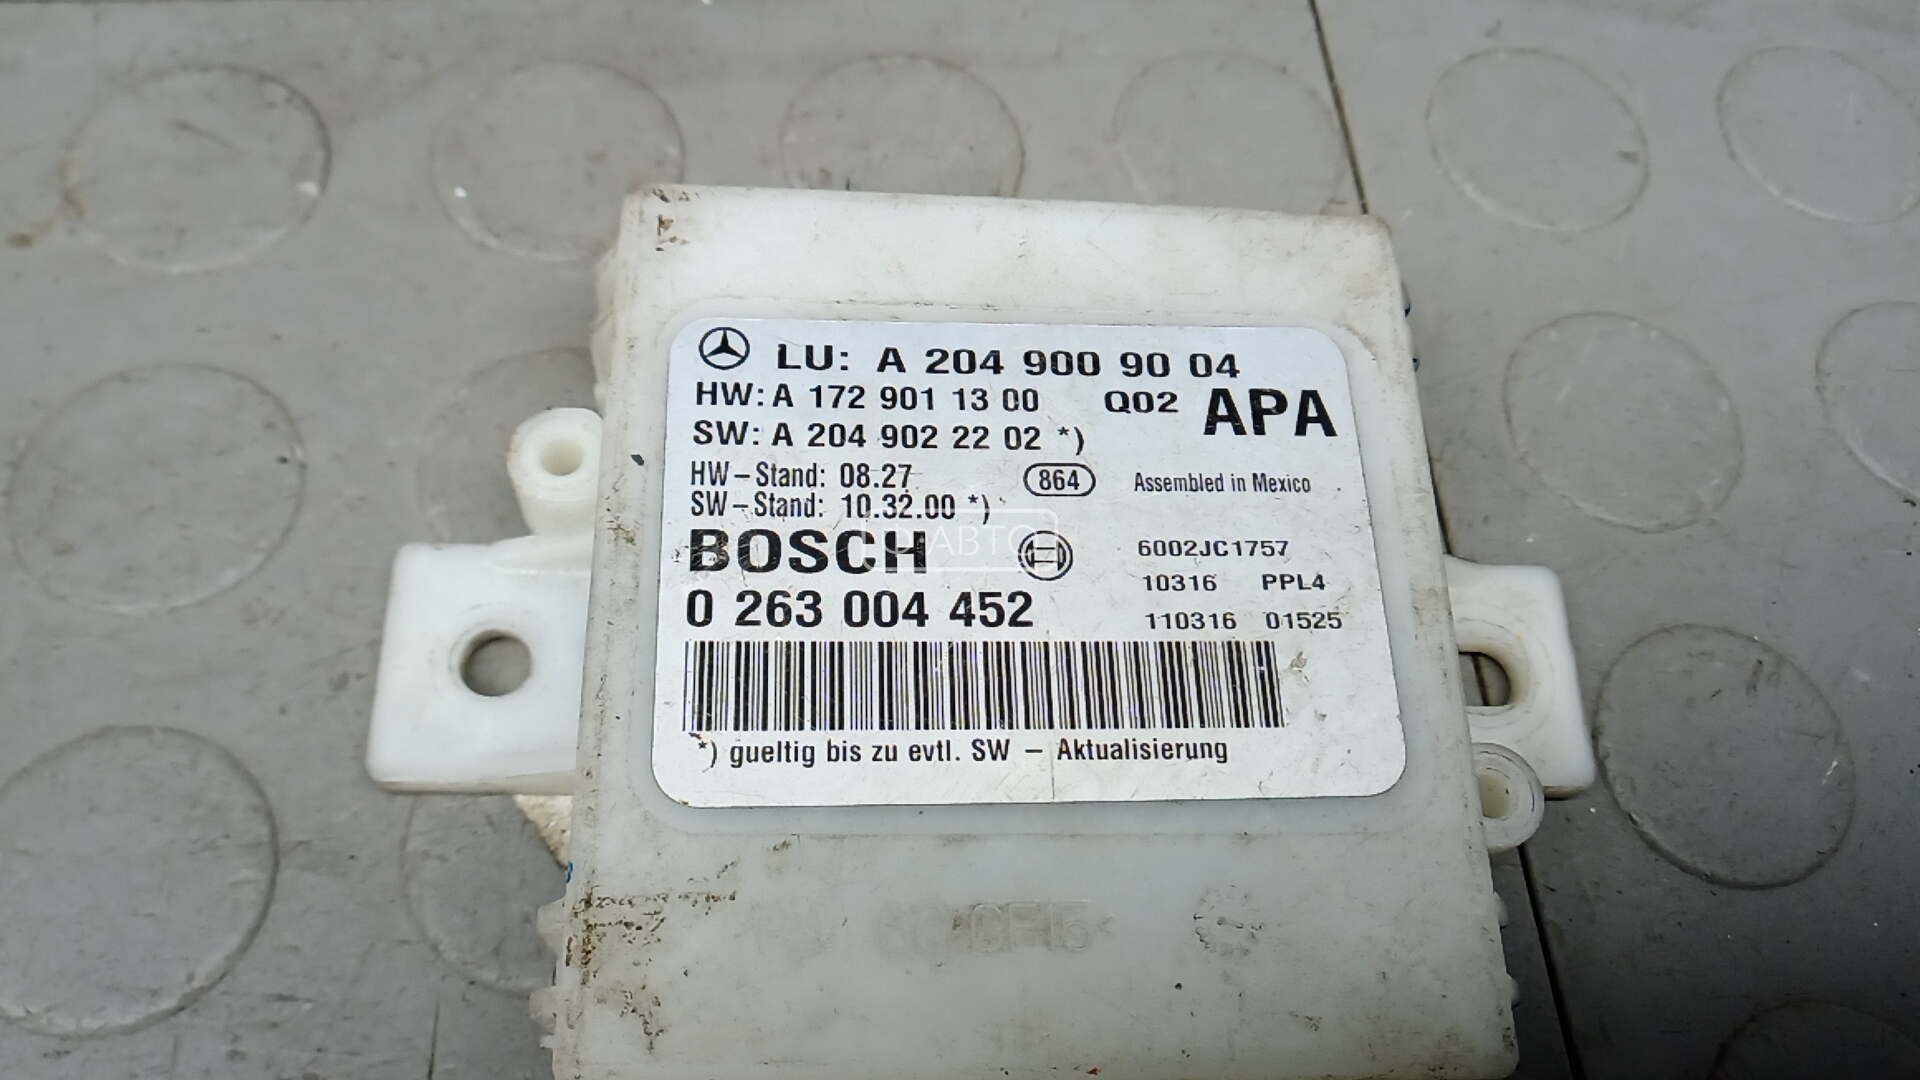 LU: A 204 900 90 04
HW: A 172 901 13 00 Q02 APA
SW: A 204 902 22 02 *)
HW-Stand: 08.27 864 Assembled in Mexico
SW-Stand: 10.32.00 *)
BOSCH 6002JC1757
10316 PPL4
0 263 004 452 110316 01525
*) gueltig bis zu evtl. SW - Aktualisierung